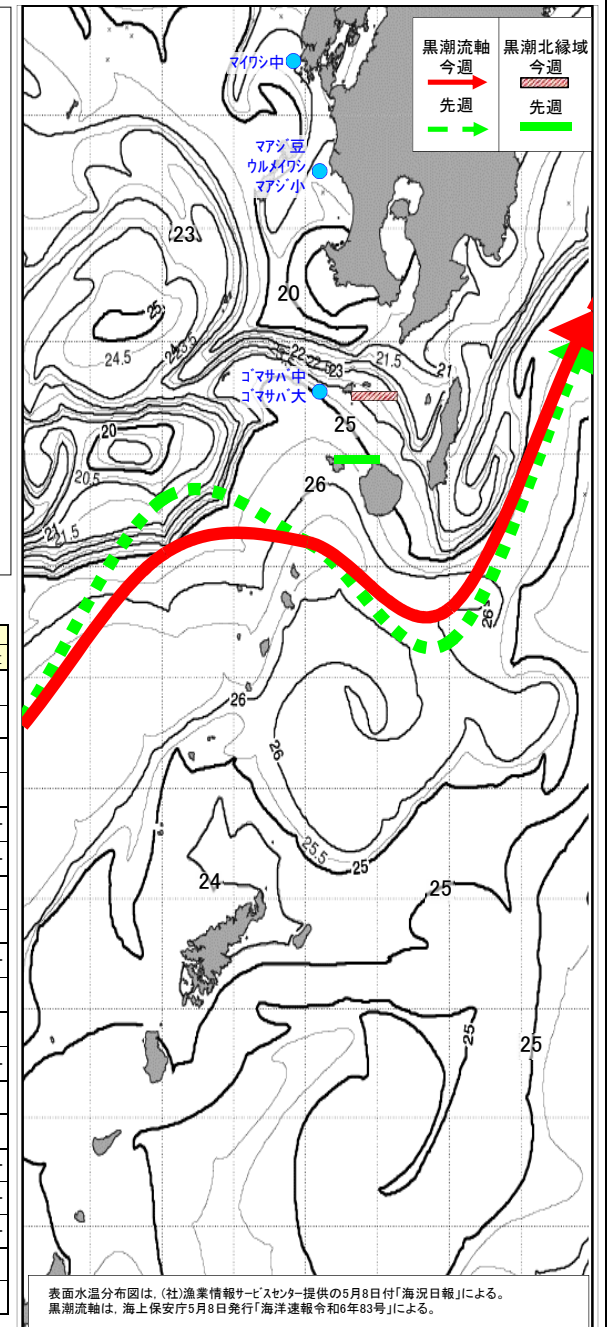 黒潮流軸
今週
先週
黒潮北縁域
今週
先週
マイワシ中
マアジ豆
ウルメイワシ
マアジ小
23
20
25
24.5
24
23.5
22
22.5
23
21.5
21
ゴマサバ中
ゴマサバ大
25
20
20.5
26
21
21.5
26
26
26
25.5
25
24
25
25
25
表面水温分布図は, (社)漁業情報サービスセンター提供の5月8日付「海況日報」による。
黒潮流軸は, 海上保安庁5月8日発行「海洋速報令和6年83号」による。